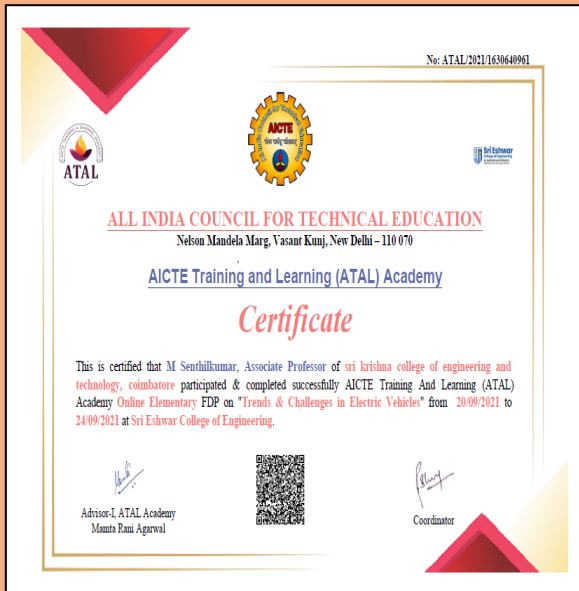 No: ATAL/2021/1630640961
AICTE
ATAL
Sri Eshwar
College of Engineering
ALL INDIA COUNCIL FOR TECHNICAL EDUCATION
Nelson Mandela Marg, Vasant Kunj, New Delhi – 110 070
AICTE Training and Learning (ATAL) Academy
Certificate
This is certified that M Senthilkumar, Associate Professor of sri krishna college of engineering and
technology, coimbatore participated & completed successfully AICTE Training And Learning (ATAL)
Academy Online Elementary FDP on "Trends & Challenges in Electric Vehicles" from 20/09/2021 to
24/09/2021 at Sri Eshwar College of Engineering.
Advisor-I, ATAL Academy
Mamta Rani Agarwal
Coordinator